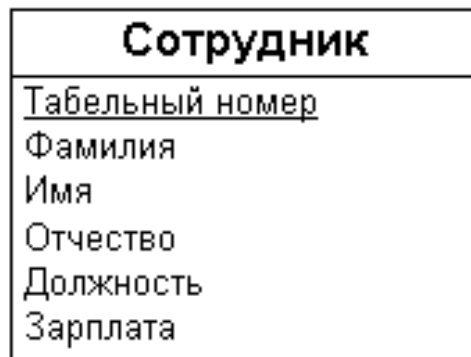 Сотрудник
Табельный номер
Фамилия
Имя
Отчество
Должность
Зарплата